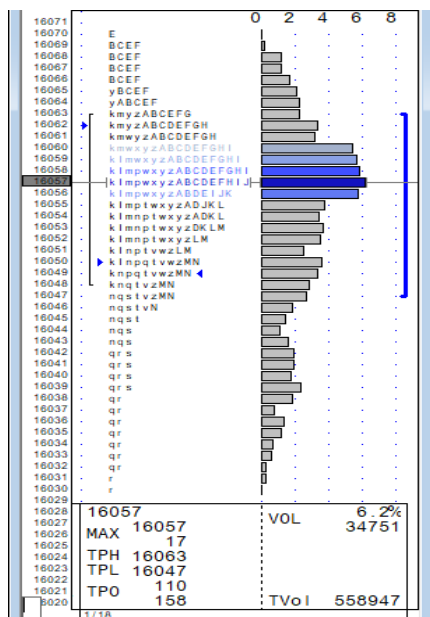 0 2 4 6 8
16071
16070 E
16069 BCEF
16068 BCEF
16067 BCEF
16066 BCEF
16065 yBCEF
16064 yABCEF
16063 kmyzABCEFG
16062 kmyzABCDEFGH
16061 kmwyzABCEFGH
16060 kmwxyzABCDEFGHI
16059 klmwxyzABCDEFGHI
16058 klmpwxyzABCDEFGHI
16057 klmpwxyzABCDEFHIJ
16056 klmpwxyzABDEIJK
16055 klmptwxyzADJKL
16054 klmnptwxyzADKL
16053 klmnptwxyzDKLM
16052 klmnptwxyzLM
16051 klnptvwzLM
16050 klnpqtvwzMN
16049 knpqtvwzMN
16048 knqtvzMN
16047 nqstvzMN
16046 nqstvN
16045 nqst
16044 nqs
16043 nqs
16042 qrs
16041 qrs
16040 qrs
16039 qrs
16038 qr
16037 qr
16036 qr
16035 qr
16034 qr
16033 qr
16032 qr
16031 r
16030 r
16029
16028 16057 VOL 6.2%
16027 MAX 16057 34751
16026 17
16025 TPH 16063
16024 TPL 16047
16023 TPO 110
16022 158 TVol 558947
16021
6020
1/18